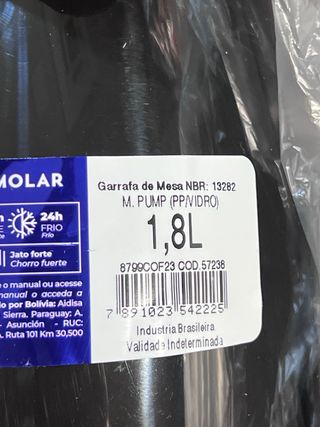 MOLAR
24h
FRIO
Frío
Jato forte
Chorro fuerte
o manual ou acesse
manual o acceda a
o por Bolivia: Aidisa
Sierra. Paraguay: A.
Asunción - RUC:
A. Ruta 101 Km 30,500
Garrafa de Mesa NBR: 13282
M. PUMP (PP/VIDRO)
1,8L
8799COF23 COD.57238
7 891023 542225
Industria Brasileira
Validade Indeterminada